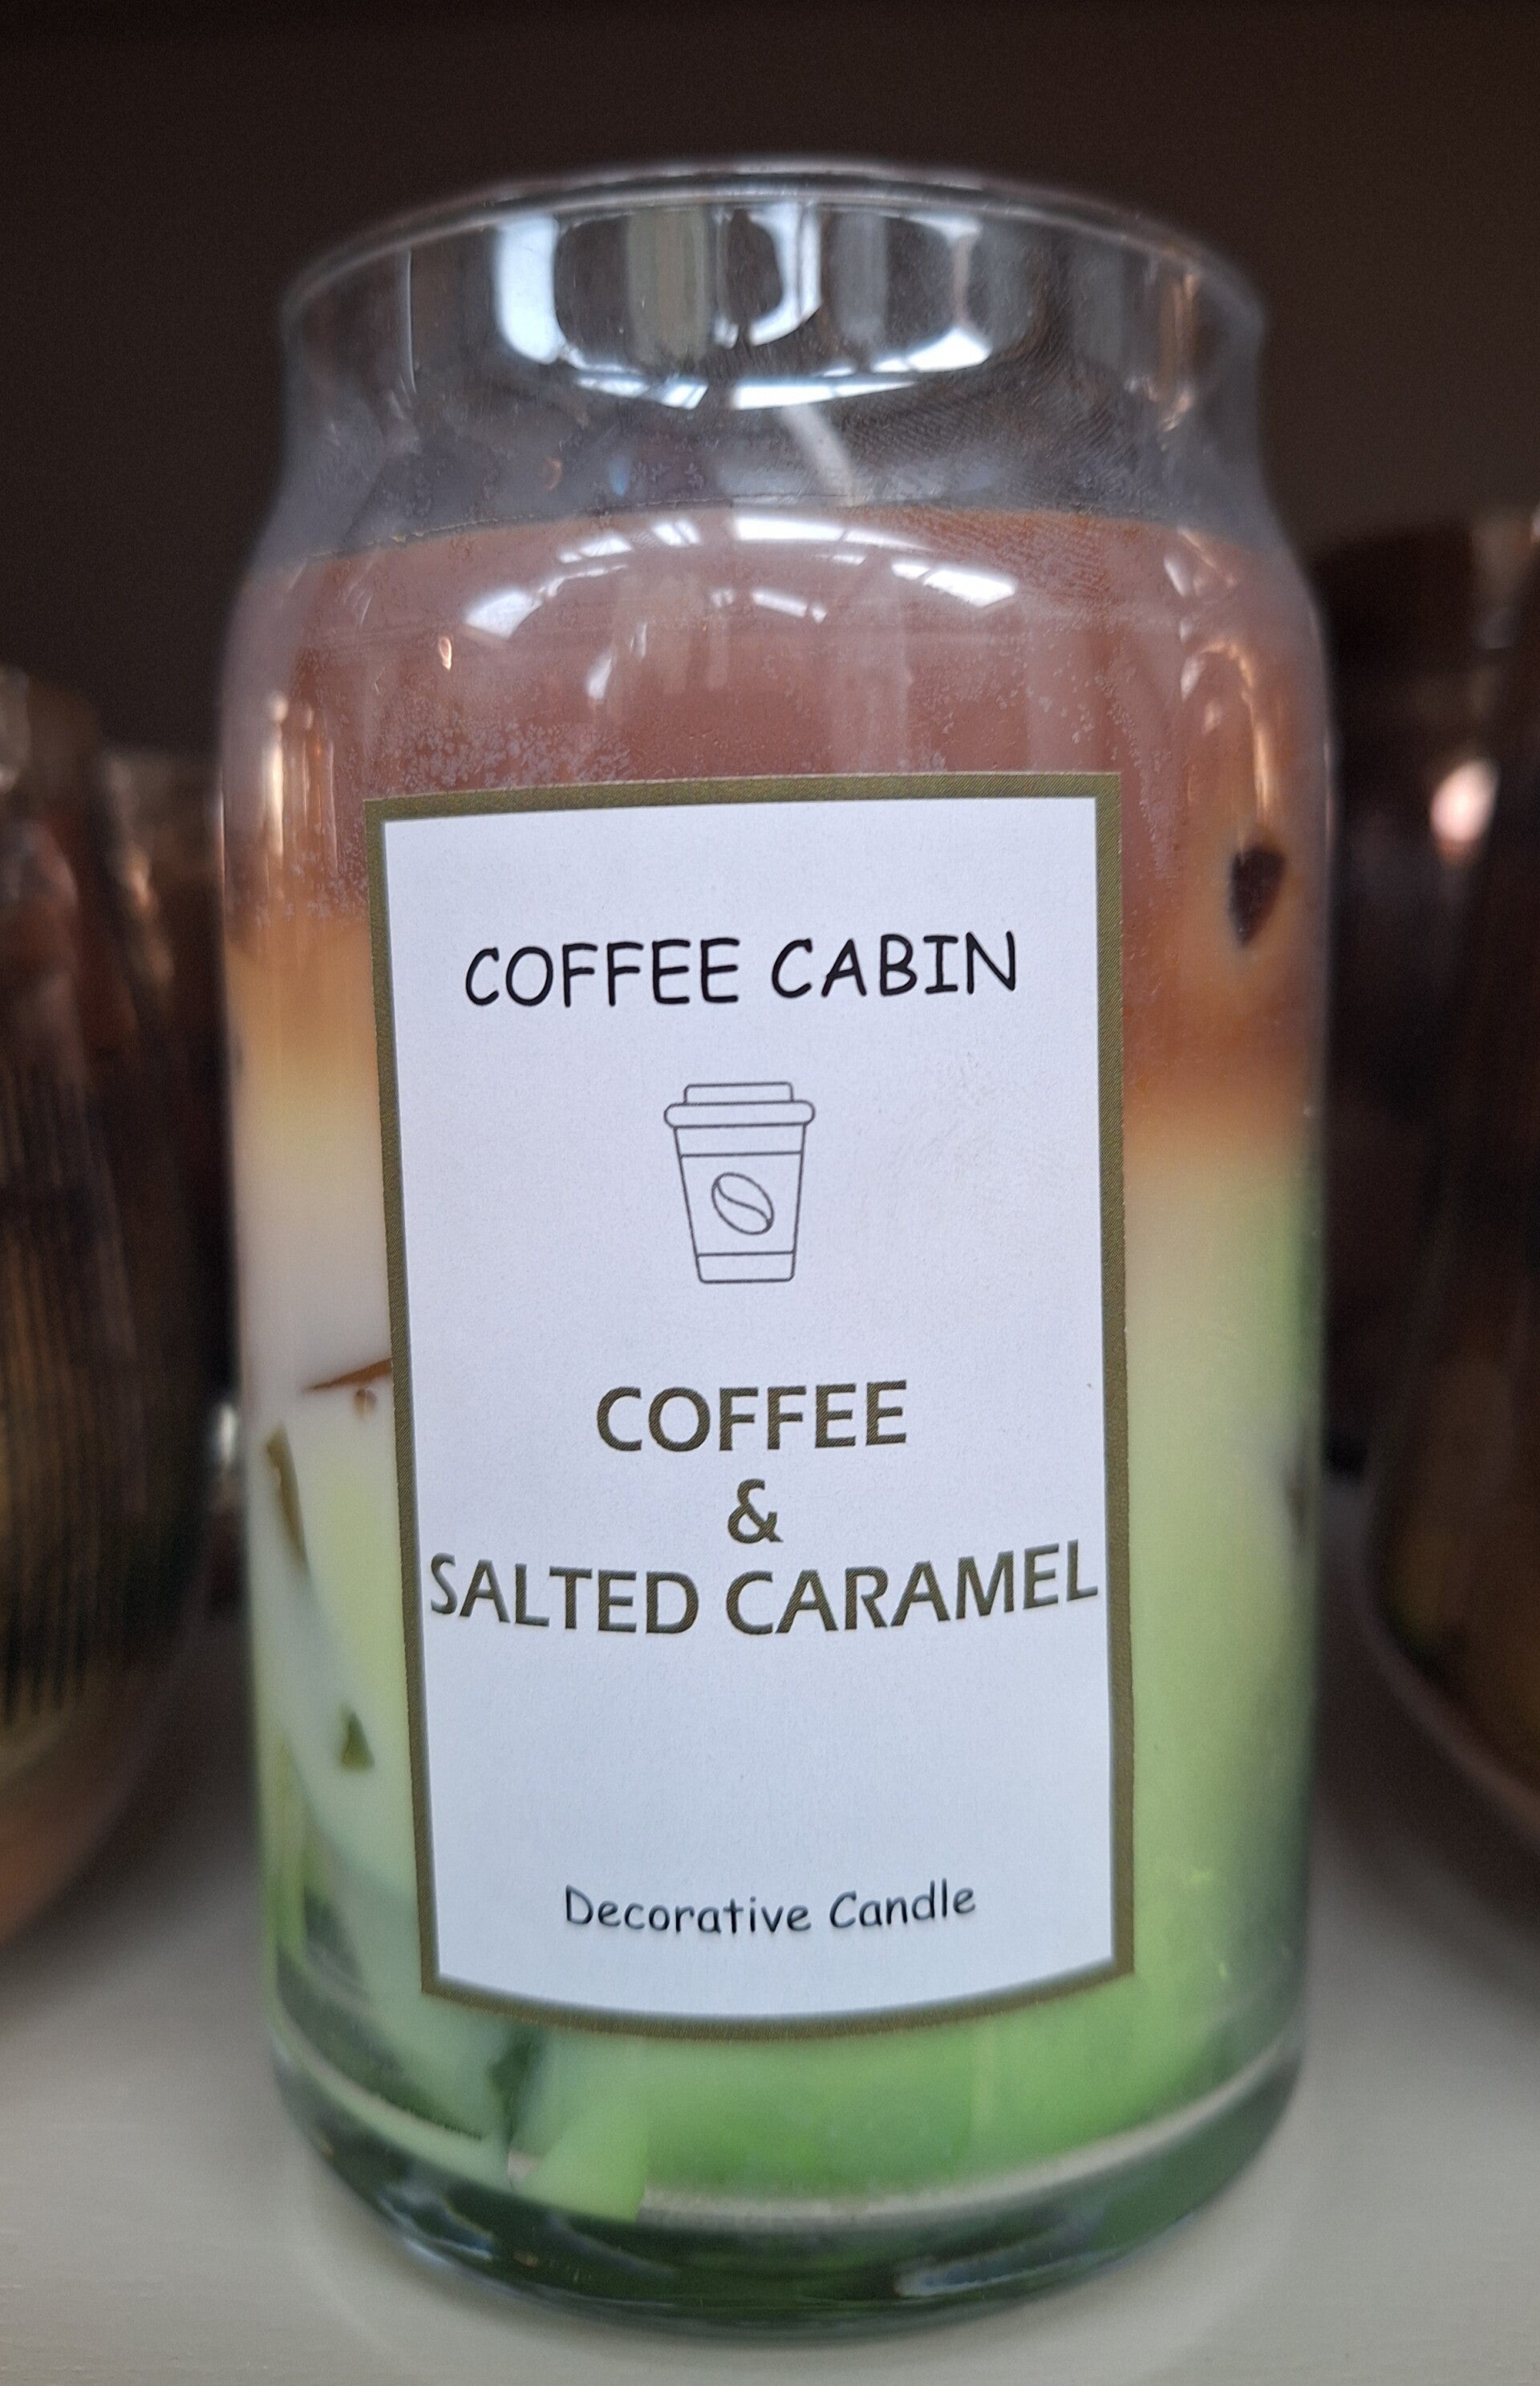 COFFEE CABIN
COFFEE
&
SALTED CARAMEL
Decorative Candle